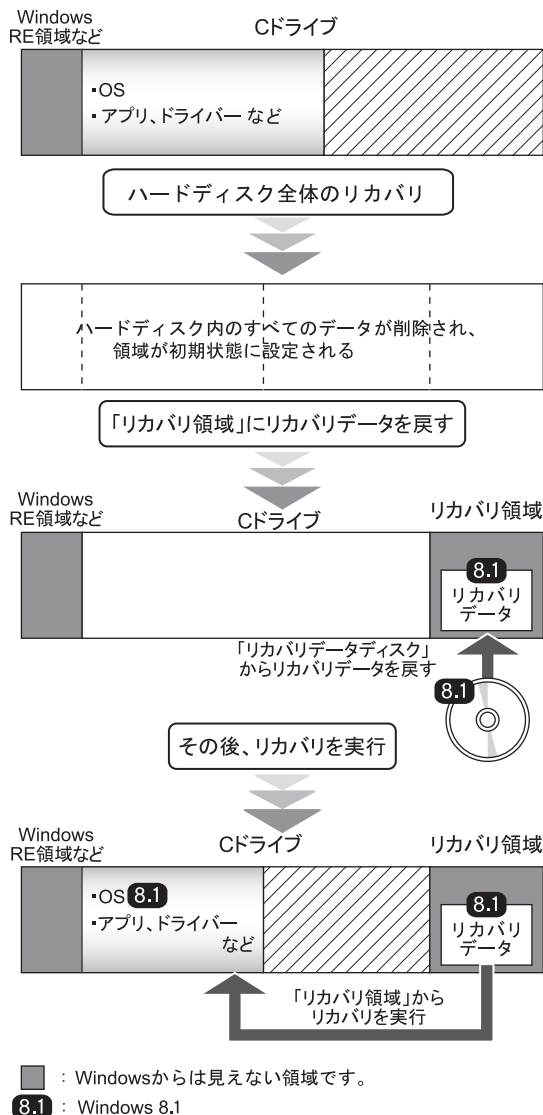 Windows
RE領域など
Cドライブ
▪OS
▪アプリ、ドライバー など
ハードディスク全体のリカバリ
ハードディスク内のすべてのデータが削除され、
領域が初期状態に設定される
「リカバリ領域」にリカバリデータを戻す
Windows
RE領域など
Cドライブ
リカバリ領域
8.1
リカバリ
データ
「リカバリデータディスク」
からリカバリデータを戻す
8.1
その後、リカバリを実行
Windows
RE領域など
Cドライブ
リカバリ領域
▪OS 8.1
▪アプリ、ドライバー
など
8.1
リカバリ
データ
「リカバリ領域」から
リカバリを実行
: Windowsからは見えない領域です。
8.1 : Windows 8.1